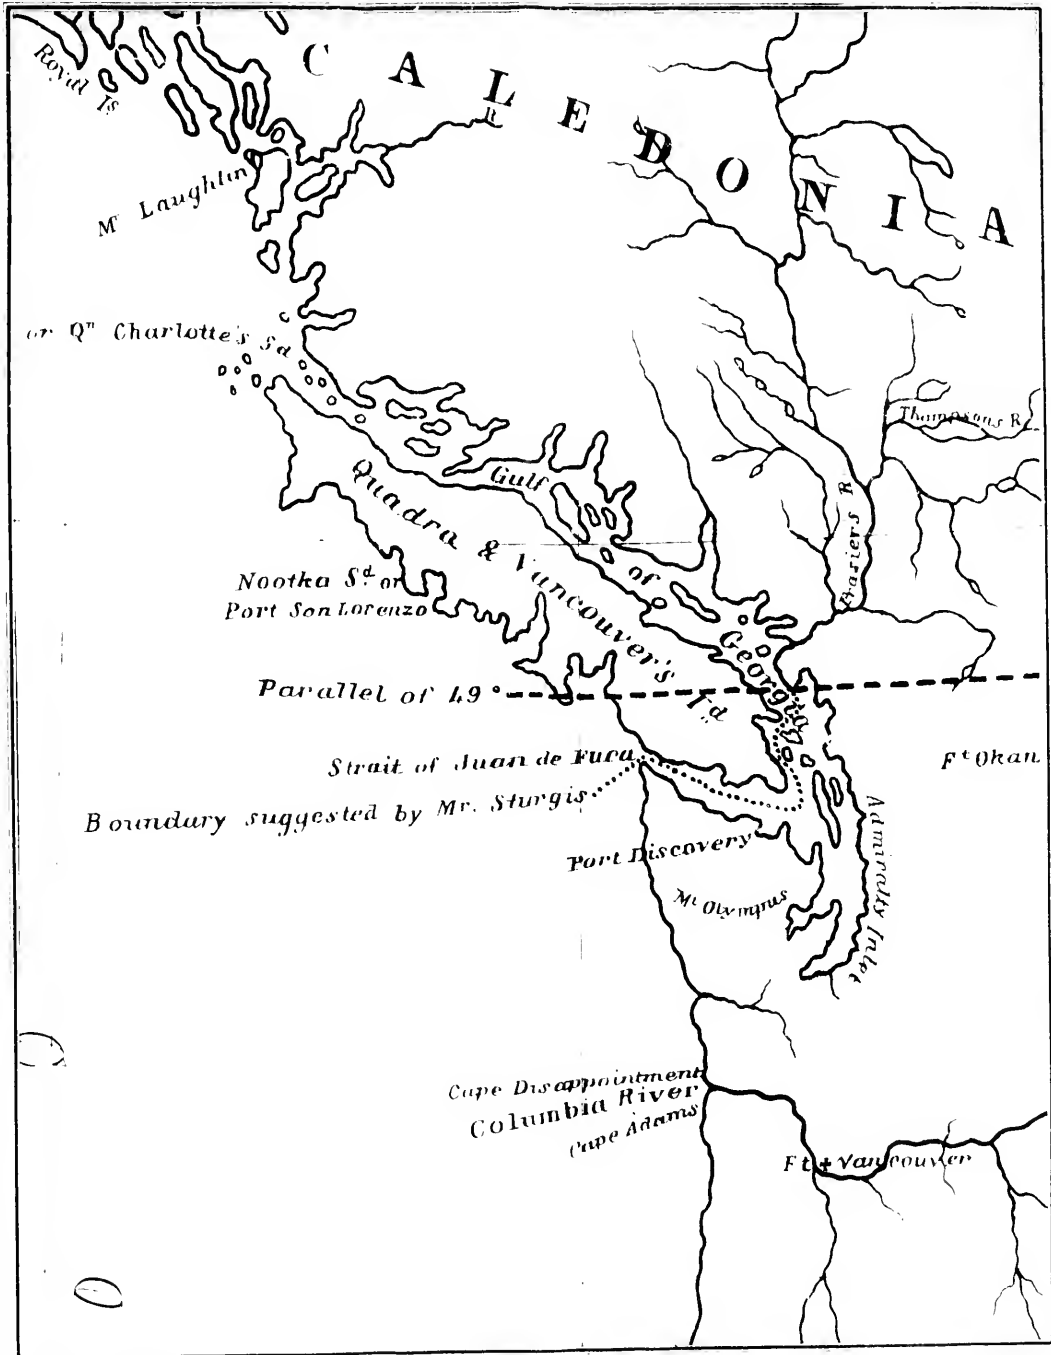 CALEDONIA
Royal Is
R
Mc Laughlin
or Qn Charlotte's Sd
Thompsons R.
Gulf of Georgia
Quadra & Vancouver's Id
Frasiers R.
Nootka Sd. or
Port San Lorenzo
Parallel of 49°
Strait of Juan de Fuca
Ft Okan
Boundary suggested by Mr. Sturgis
Port Discovery
Admiralty Inlet
Mt Olympus
Cape Disappointment
Columbia River
Cape Adams
Ft Vancouver